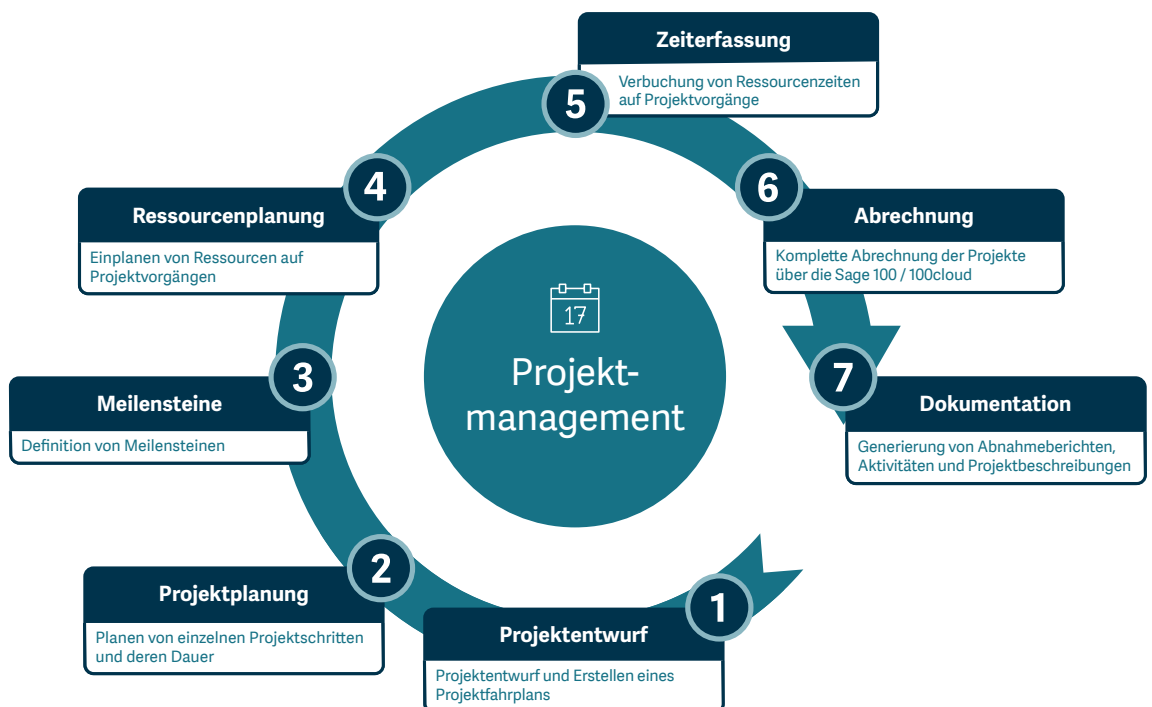 Projekt-
management
17
1
Projektentwurf
Projektentwurf und Erstellen eines
Projektfahrplans
2
Projektplanung
Planen von einzelnen Projektschritten
und deren Dauer
3
Meilensteine
Definition von Meilensteinen
4
Ressourcenplanung
Einplanen von Ressourcen auf
Projektvorgängen
5
Zeiterfassung
Verbuchung von Ressourcenzeiten
auf Projektvorgänge
6
Abrechnung
Komplette Abrechnung der Projekte
über die Sage 100 / 100cloud
7
Dokumentation
Generierung von Abnahmeberichten,
Aktivitäten und Projektbeschreibungen